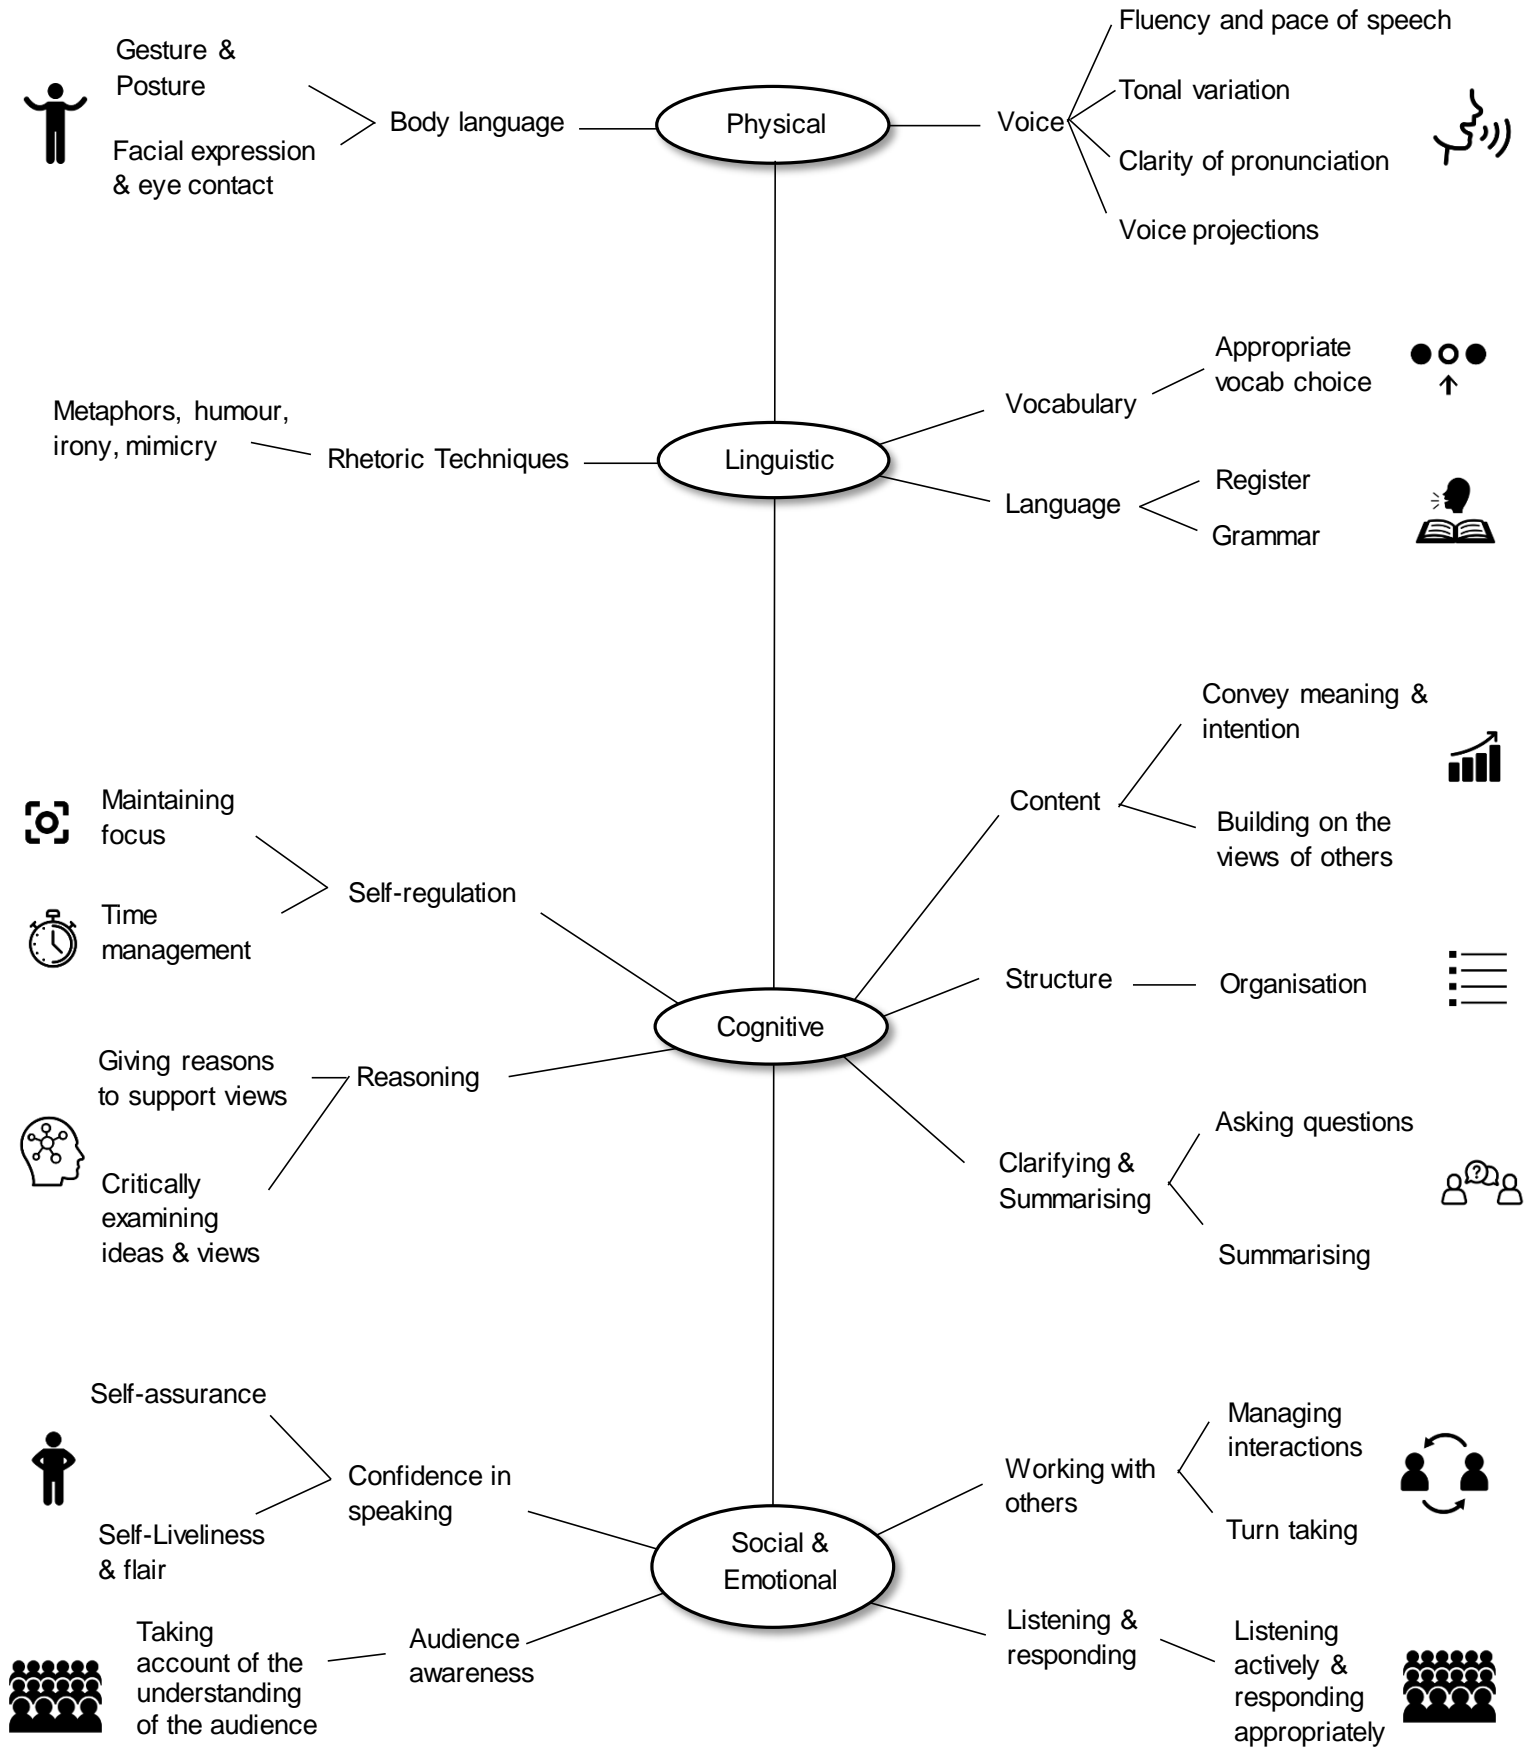 Gesture &
Posture
Facial expression
& eye contact
Body language
Physical
Voice
Fluency and pace of speech
Tonal variation
Clarity of pronunciation
Voice projections
Metaphors, humour,
irony, mimicry
Rhetoric Techniques
Linguistic
Vocabulary
Appropriate
vocab choice
Language
Register
Grammar
Maintaining
focus
Time
management
Self-regulation
Giving reasons
to support views
Critically
examining
ideas & views
Reasoning
Cognitive
Content
Convey meaning &
intention
Building on the
views of others
Structure
Organisation
Clarifying &
Summarising
Asking questions
?
Summarising
Self-assurance
Self-Liveliness
& flair
Confidence in
speaking
Taking
account of the
understanding
of the audience
Audience
awareness
Social &
Emotional
Working with
others
Managing
interactions
Turn taking
Listening &
responding
Listening
actively &
responding
appropriately